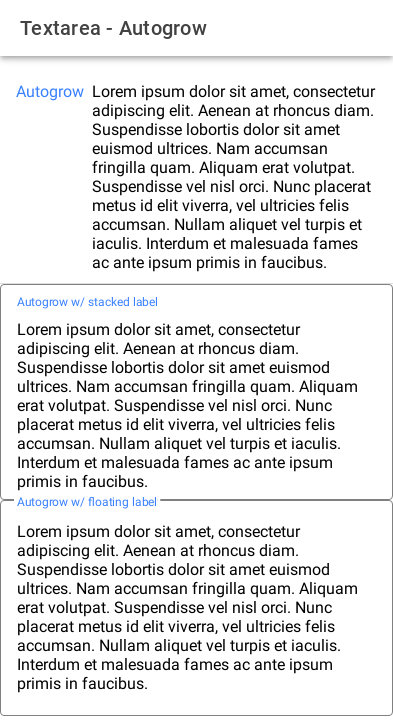 Textarea - Autogrow
Autogrow Lorem ipsum dolor sit amet, consectetur
adipiscing elit. Aenean at rhoncus diam.
Suspendisse lobortis dolor sit amet
euismod ultrices. Nam accumsan
fringilla quam. Aliquam erat volutpat.
Suspendisse vel nisl orci. Nunc placerat
metus id elit viverra, vel ultricies felis
accumsan. Nullam aliquet vel turpis et
iaculis. Interdum et malesuada fames
ac ante ipsum primis in faucibus.
Autogrow w/ stacked label
Lorem ipsum dolor sit amet, consectetur
adipiscing elit. Aenean at rhoncus diam.
Suspendisse lobortis dolor sit amet euismod
ultrices. Nam accumsan fringilla quam. Aliquam
erat volutpat. Suspendisse vel nisl orci. Nunc
placerat metus id elit viverra, vel ultricies felis
accumsan. Nullam aliquet vel turpis et iaculis.
Interdum et malesuada fames ac ante ipsum
primis in faucibus.
Autogrow w/ floating label
Lorem ipsum dolor sit amet, consectetur
adipiscing elit. Aenean at rhoncus diam.
Suspendisse lobortis dolor sit amet euismod
ultrices. Nam accumsan fringilla quam. Aliquam
erat volutpat. Suspendisse vel nisl orci. Nunc
placerat metus id elit viverra, vel ultricies felis
accumsan. Nullam aliquet vel turpis et iaculis.
Interdum et malesuada fames ac ante ipsum
primis in faucibus.